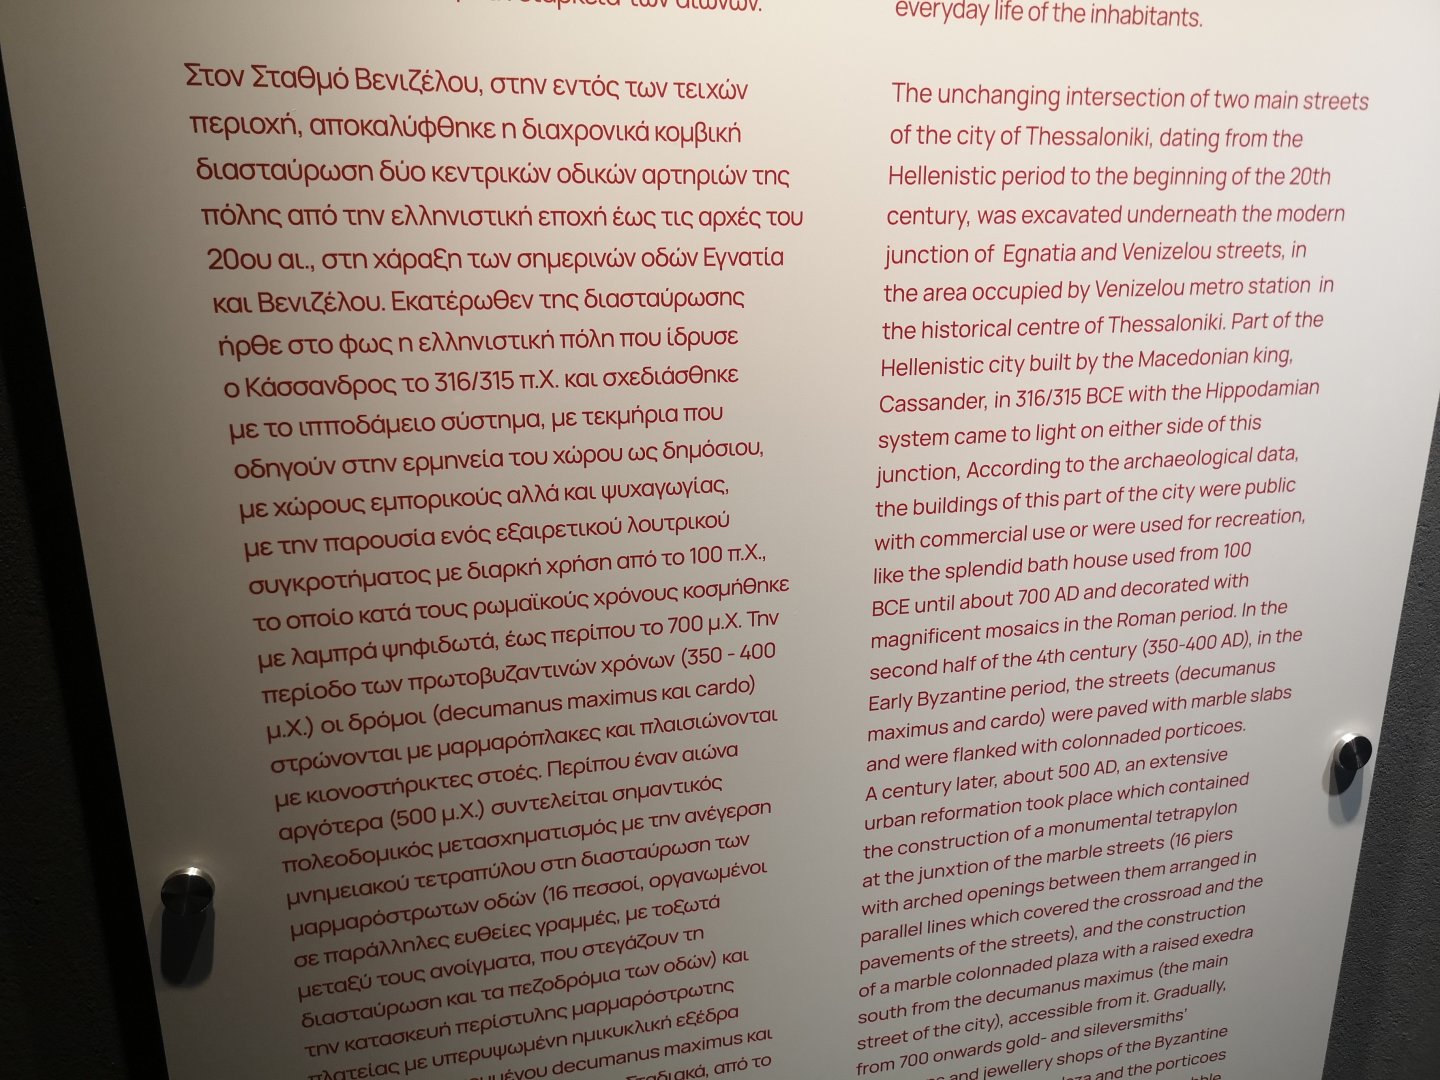 των αιώνων.
Στον Σταθμό Βενιζέλου, στην εντός των τειχών
περιοχή, αποκαλύφθηκε η διαχρονικά κομβική
διασταύρωση δύο κεντρικών οδικών αρτηριών της
πόλης από την ελληνιστική εποχή έως τις αρχές του
20ου αι., στη χάραξη των σημερινών οδών Εγνατία
και Βενιζέλου. Εκατέρωθεν της διασταύρωσης
ήρθε στο φως η ελληνιστική πόλη που ίδρυσε
ο Κάσσανδρος το 316/315 π.Χ. και σχεδιάσθηκε
με το ιπποδάμειο σύστημα, με τεκμήρια που
οδηγούν στην ερμηνεία του χώρου ως δημόσιου,
με χώρους εμπορικούς αλλά και ψυχαγωγίας,
με την παρουσία ενός εξαιρετικού λουτρικού
συγκροτήματος με διαρκή χρήση από το 100 π.Χ.,
το οποίο κατά τους ρωμαϊκούς χρόνους κοσμήθηκε
με λαμπρά ψηφιδωτά, έως περίπου το 700 μ.Χ. Την
περίοδο των πρωτοβυζαντινών χρόνων (350 - 400
μ.Χ.) οι δρόμοι (decumanus maximus και cardo)
στρώνονται με μαρμαρόπλακες και πλαισιώνονται
με κιονοστήρικτες στοές. Περίπου έναν αιώνα
αργότερα (500 μ.Χ.) συντελείται σημαντικός
πολεοδομικός μετασχηματισμός με την ανέγερση
μνημειακού τετραπύλου στη διασταύρωση των
μαρμαρόστρωτων οδών (16 πεσσοί, οργανωμένοι
σε παράλληλες ευθείες γραμμές, με τοξωτά
μεταξύ τους ανοίγματα, που στεγάζουν τη
διασταύρωση και τα πεζοδρόμια των οδών) και
την κατασκευή περίστυλης μαρμαρόστρωτης
πλατείας με υπερυψωμένη ημικυκλική εξέδρα
decumanus maximus και
Σταδιακά, από το
everyday life of the inhabitants.
The unchanging intersection of two main streets
of the city of Thessaloniki, dating from the
Hellenistic period to the beginning of the 20th
century, was excavated underneath the modern
junction of Egnatia and Venizelou streets, in
the area occupied by Venizelou metro station in
the historical centre of Thessaloniki. Part of the
Hellenistic city built by the Macedonian king,
Cassander, in 316/315 BCE with the Hippodamian
system came to light on either side of this
junction, According to the archaeological data,
the buildings of this part of the city were public
with commercial use or were used for recreation,
like the splendid bath house used from 100
BCE until about 700 AD and decorated with
magnificent mosaics in the Roman period. In the
second half of the 4th century (350-400 AD), in the
Early Byzantine period, the streets (decumanus
maximus and cardo) were paved with marble slabs
and were flanked with colonnaded porticoes.
A century later, about 500 AD, an extensive
urban reformation took place which contained
the construction of a monumental tetrapylon
at the junxtion of the marble streets (16 piers
with arched openings between them arranged in
parallel lines which covered the crossroad and the
pavements of the streets), and the construction
of a marble colonnaded plaza with a raised exedra
south from the decumanus maximus (the main
street of the city), accessible from it. Gradually,
from 700 onwards gold- and sileversmiths'
and jewellery shops of the Byzantine
and the porticoes